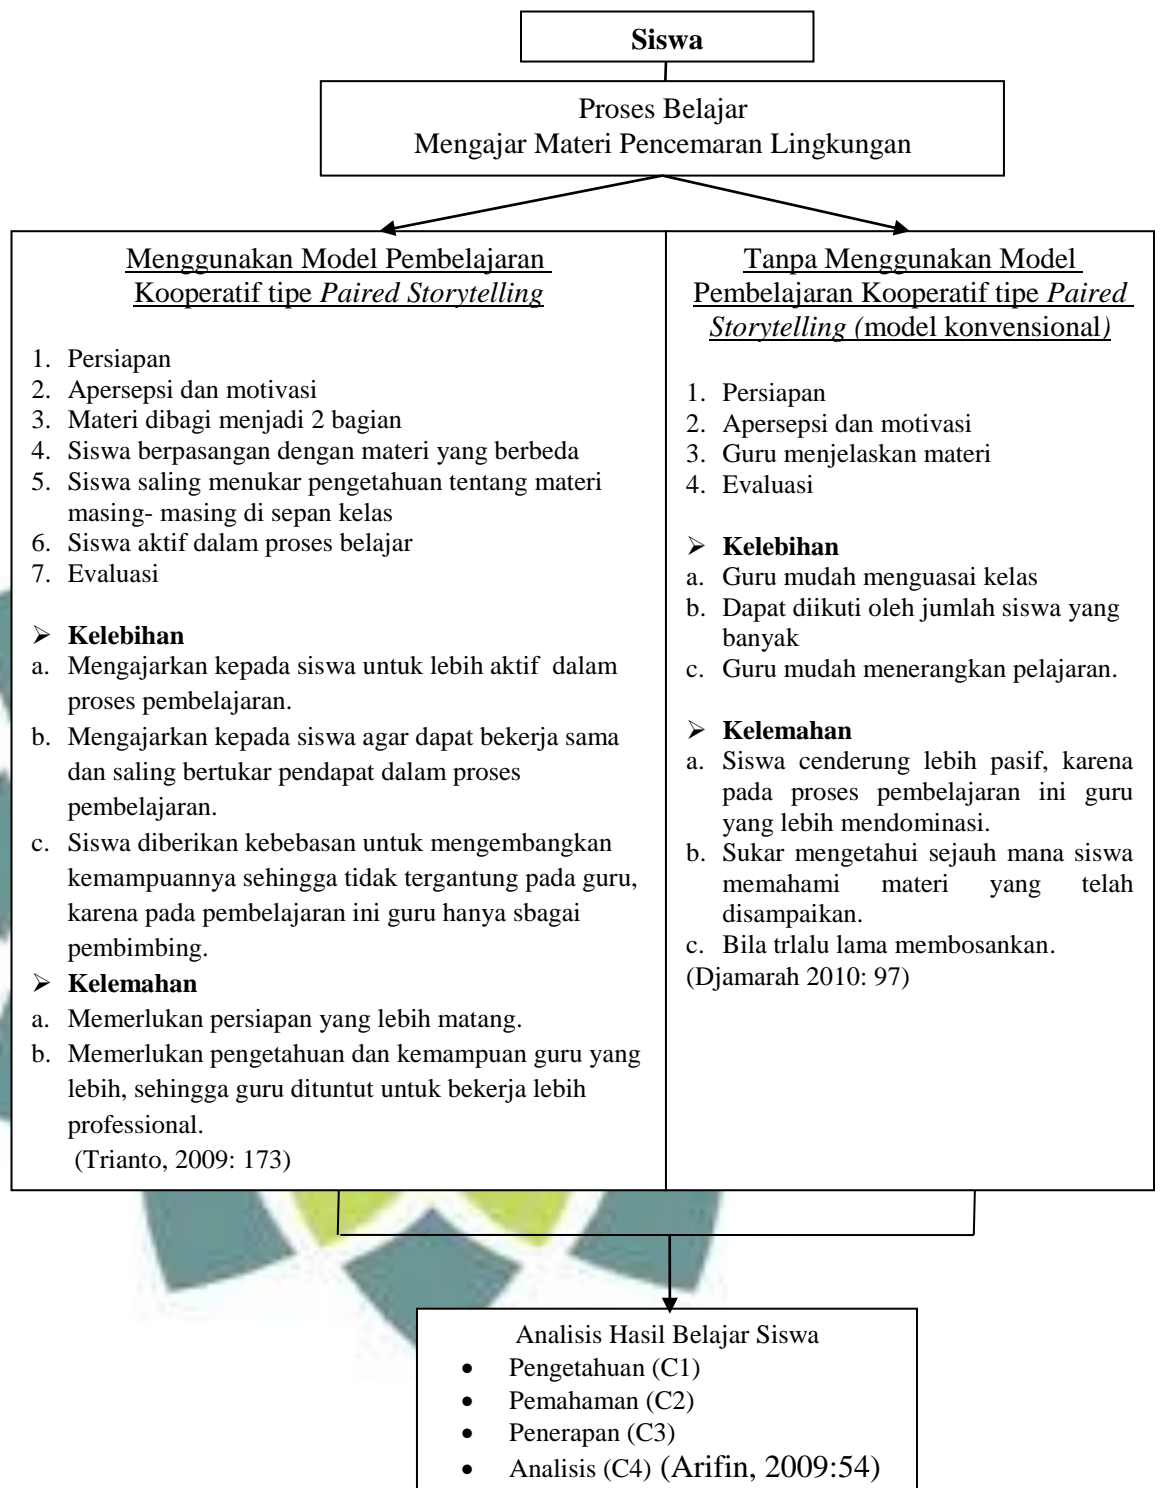 Siswa
Proses Belajar
Mengajar Materi Pencemaran Lingkungan
Menggunakan Model Pembelajaran
Kooperatif tipe Paired Storytelling
1. Persiapan
2. Apersepsi dan motivasi
3. Materi dibagi menjadi 2 bagian
4. Siswa berpasangan dengan materi yang berbeda
5. Siswa saling menukar pengetahuan tentang materi
masing- masing di sepan kelas
6. Siswa aktif dalam proses belajar
7. Evaluasi
➢ Kelebihan
a. Mengajarkan kepada siswa untuk lebih aktif dalam
proses pembelajaran.
b. Mengajarkan kepada siswa agar dapat bekerja sama
dan saling bertukar pendapat dalam proses
pembelajaran.
c. Siswa diberikan kebebasan untuk mengembangkan
kemampuannya sehingga tidak tergantung pada guru,
karena pada pembelajaran ini guru hanya sbagai
pembimbing.
➢ Kelemahan
a. Memerlukan persiapan yang lebih matang.
b. Memerlukan pengetahuan dan kemampuan guru yang
lebih, sehingga guru dituntut untuk bekerja lebih
professional.
(Trianto, 2009: 173)
Tanpa Menggunakan Model
Pembelajaran Kooperatif tipe Paired
Storytelling (model konvensional)
1. Persiapan
2. Apersepsi dan motivasi
3. Guru menjelaskan materi
4. Evaluasi
➢ Kelebihan
a. Guru mudah menguasai kelas
b. Dapat diikuti oleh jumlah siswa yang
banyak
c. Guru mudah menerangkan pelajaran.
➢ Kelemahan
a. Siswa cenderung lebih pasif, karena
pada proses pembelajaran ini guru
yang lebih mendominasi.
b. Sukar mengetahui sejauh mana siswa
memahami materi yang telah
disampaikan.
c. Bila trlalu lama membosankan.
(Djamarah 2010: 97)
Analisis Hasil Belajar Siswa
• Pengetahuan (C1)
• Pemahaman (C2)
• Penerapan (C3)
• Analisis (C4) (Arifin, 2009:54)